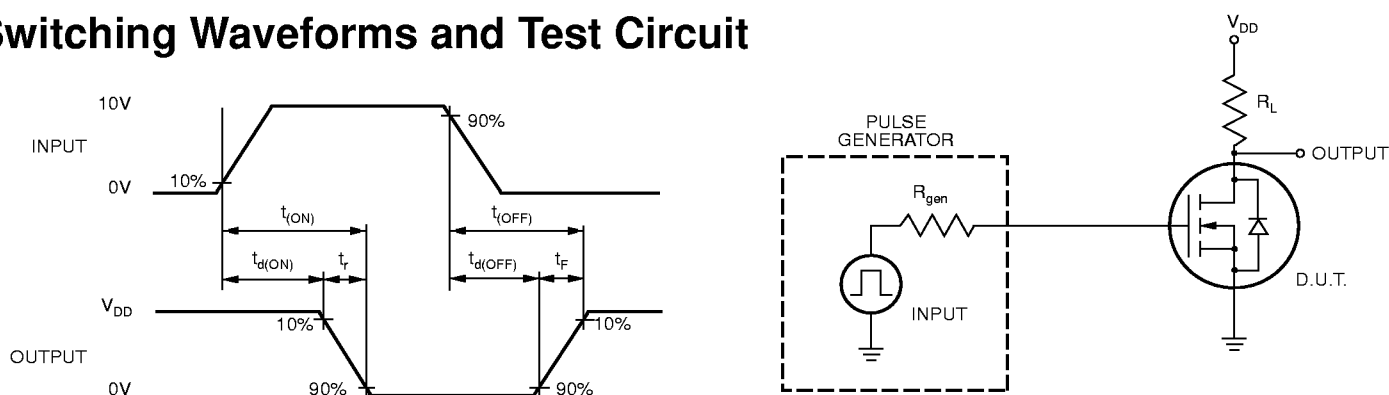 Switching Waveforms and Test Circuit
10V
INPUT
0V
10%
90%
t(ON)
t(OFF)
td(ON)
tr
td(OFF)
tF
VDD
10%
10%
OUTPUT
0V
90%
90%
VDD
RL
OUTPUT
PULSE
GENERATOR
Rgen
INPUT
D.U.T.